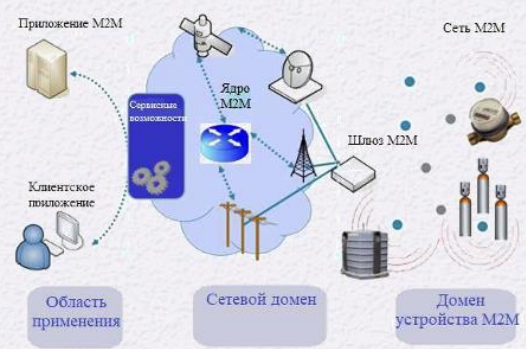 Приложение M2M
Сеть M2M
Ядро
M2M
Сервисные
возможности
Шлюз M2M
Клиентское
приложение
Область
применения
Сетевой домен
Домен
устройства M2M